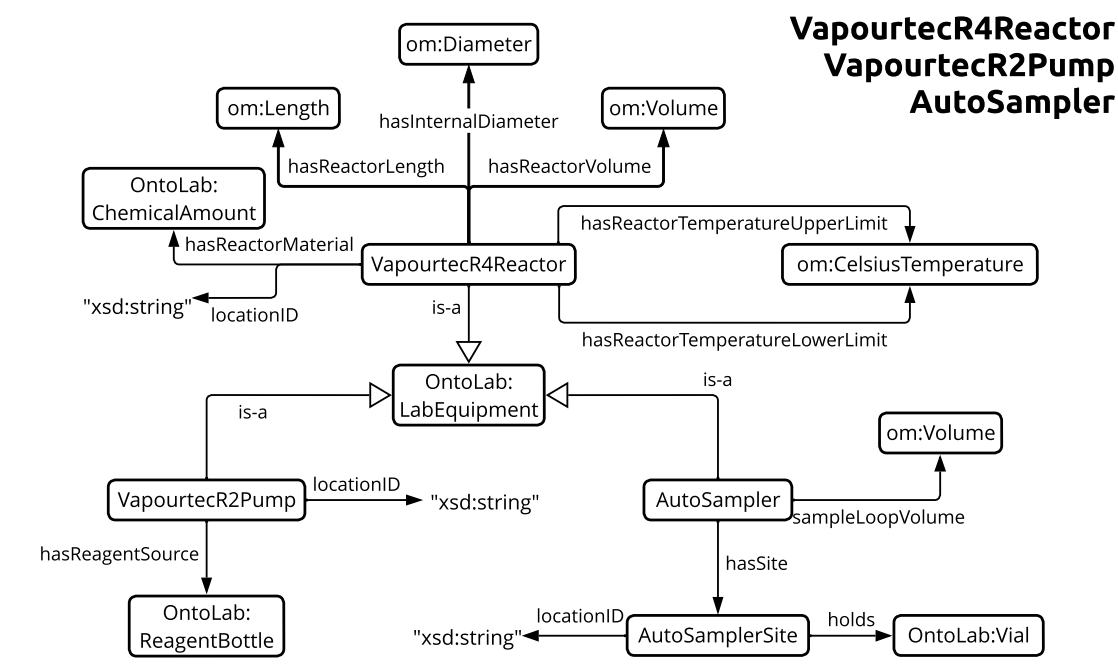 VapourtecR4Reactor
VapourtecR2Pump
AutoSampler
om:Diameter
om:Length
om:Volume
hasInternalDiameter
hasReactorLength
hasReactorVolume
OntoLab:
ChemicalAmount
hasReactorMaterial
hasReactorTemperatureUpperLimit
VapourtecR4Reactor
om:CelsiusTemperature
"xsd:string"
locationID
is-a
hasReactorTemperatureLowerLimit
OntoLab:
LabEquipment
is-a
is-a
om:Volume
VapourtecR2Pump
locationID
"xsd:string"
AutoSampler
sampleLoopVolume
hasReagentSource
hasSite
OntoLab:
ReagentBottle
"xsd:string"
locationID
AutoSamplerSite
holds
OntoLab:Vial